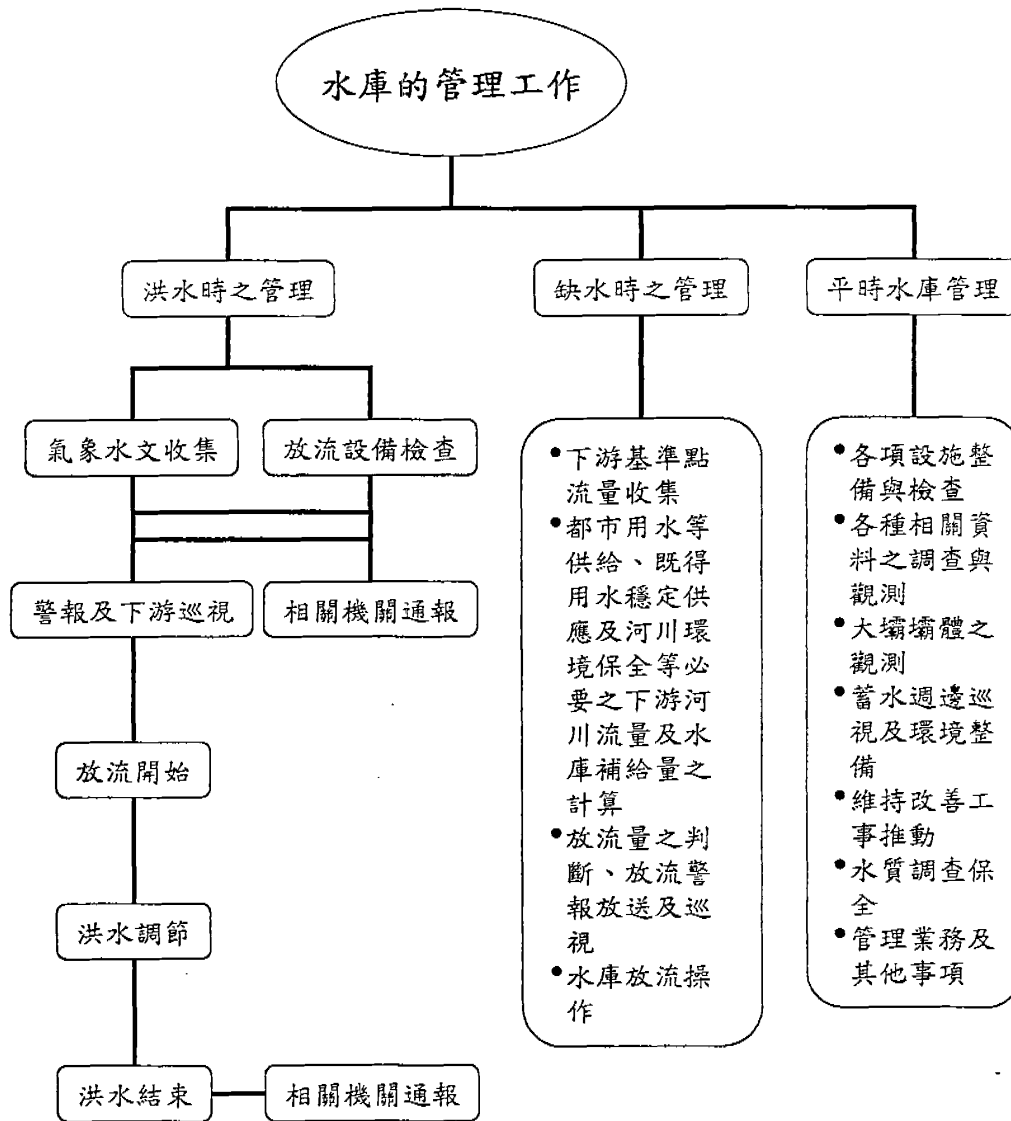 水庫的管理工作
洪水時之管理
缺水時之管理
平時水庫管理
氣象水文收集
放流設備檢查
警報及下游巡視
相關機關通報
放流開始
洪水調節
洪水結束
相關機關通報
•下游基準點
流量收集
•都市用水等
供給、既得
用水穩定供
應及河川環
境保全等必
要之下游河
川流量及水
庫補給量之
計算
•放流量之判
斷、放流警
報放送及巡
視
•水庫放流操
作
•各項設施整
備與檢查
•各種相關資
料之調查與
觀測
•大壩壩體之
觀測
•蓄水週邊巡
視及環境整
備
•維持改善工
事推動
•水質調查保
全
•管理業務及
其他事項